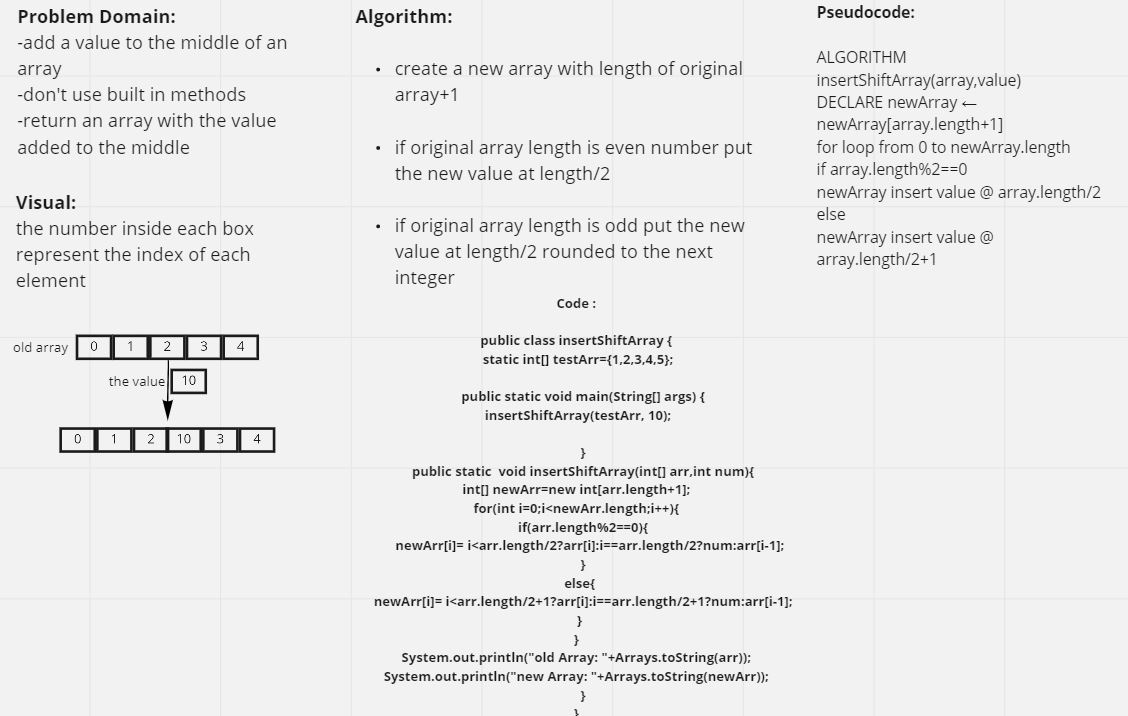 Problem Domain:
-add a value to the middle of an
array
-don't use built in methods
-return an array with the value
added to the middle
Visual:
the number inside each box
represent the index of each
element
old array 0 1 2 3 4
the value 10
0 1 2 10 3 4
Algorithm:
• create a new array with length of original
array+1
• if original array length is even number put
the new value at length/2
• if original array length is odd put the new
value at length/2 rounded to the next
integer
Code :
public class insertShiftArray {
static int[] testArr={1,2,3,4,5};
public static void main(String[] args) {
insertShiftArray(testArr, 10);
}
public static  void insertShiftArray(int[] arr,int num){
int[] newArr=new int[arr.length+1];
for(int i=0;i<newArr.length;i++){
if(arr.length%2==0){
newArr[i]= i<arr.length/2?arr[i]:i==arr.length/2?num:arr[i-1];
}
else{
newArr[i]= i<arr.length/2+1?arr[i]:i==arr.length/2+1?num:arr[i-1];
}
}
System.out.println("old Array: "+Arrays.toString(arr));
System.out.println("new Array: "+Arrays.toString(newArr));
}
}
Pseudocode:
ALGORITHM
insertShiftArray(array,value)
DECLARE newArray ←
newArray[array.length+1]
for loop from 0 to newArray.length
if array.length%2==0
newArray insert value @ array.length/2
else
newArray insert value @
array.length/2+1